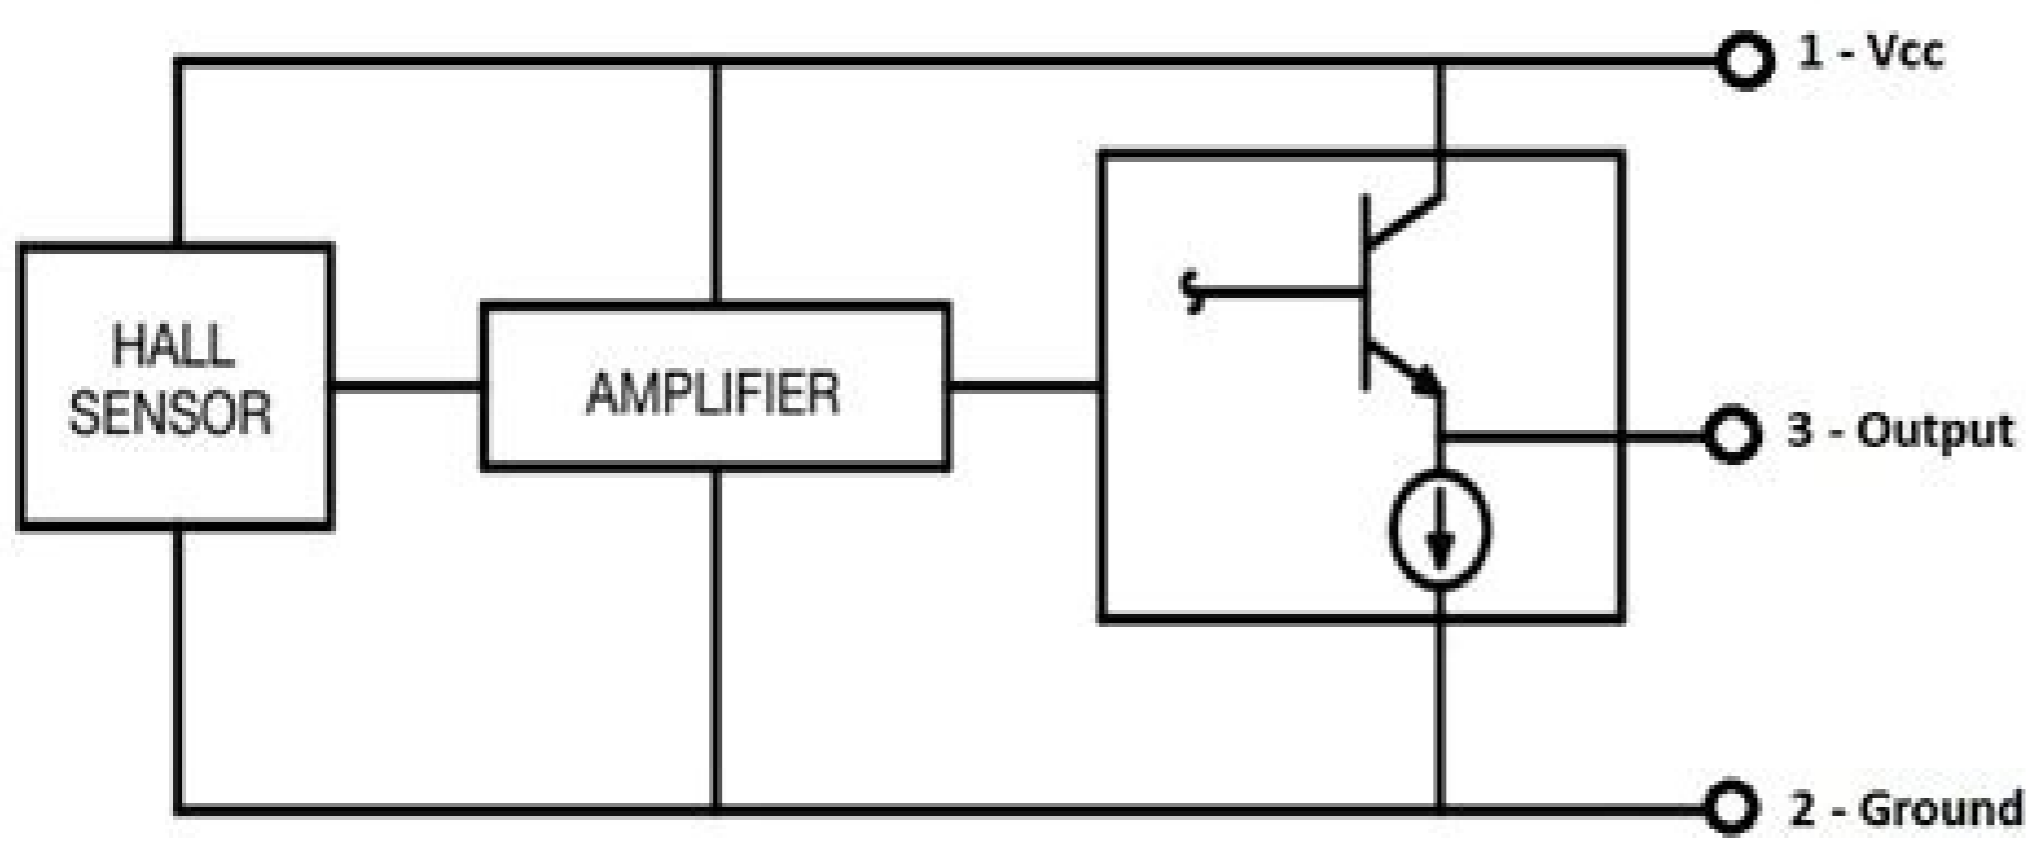 1 - Vcc
HALL
SENSOR
AMPLIFIER
3 - Output
2 - Ground